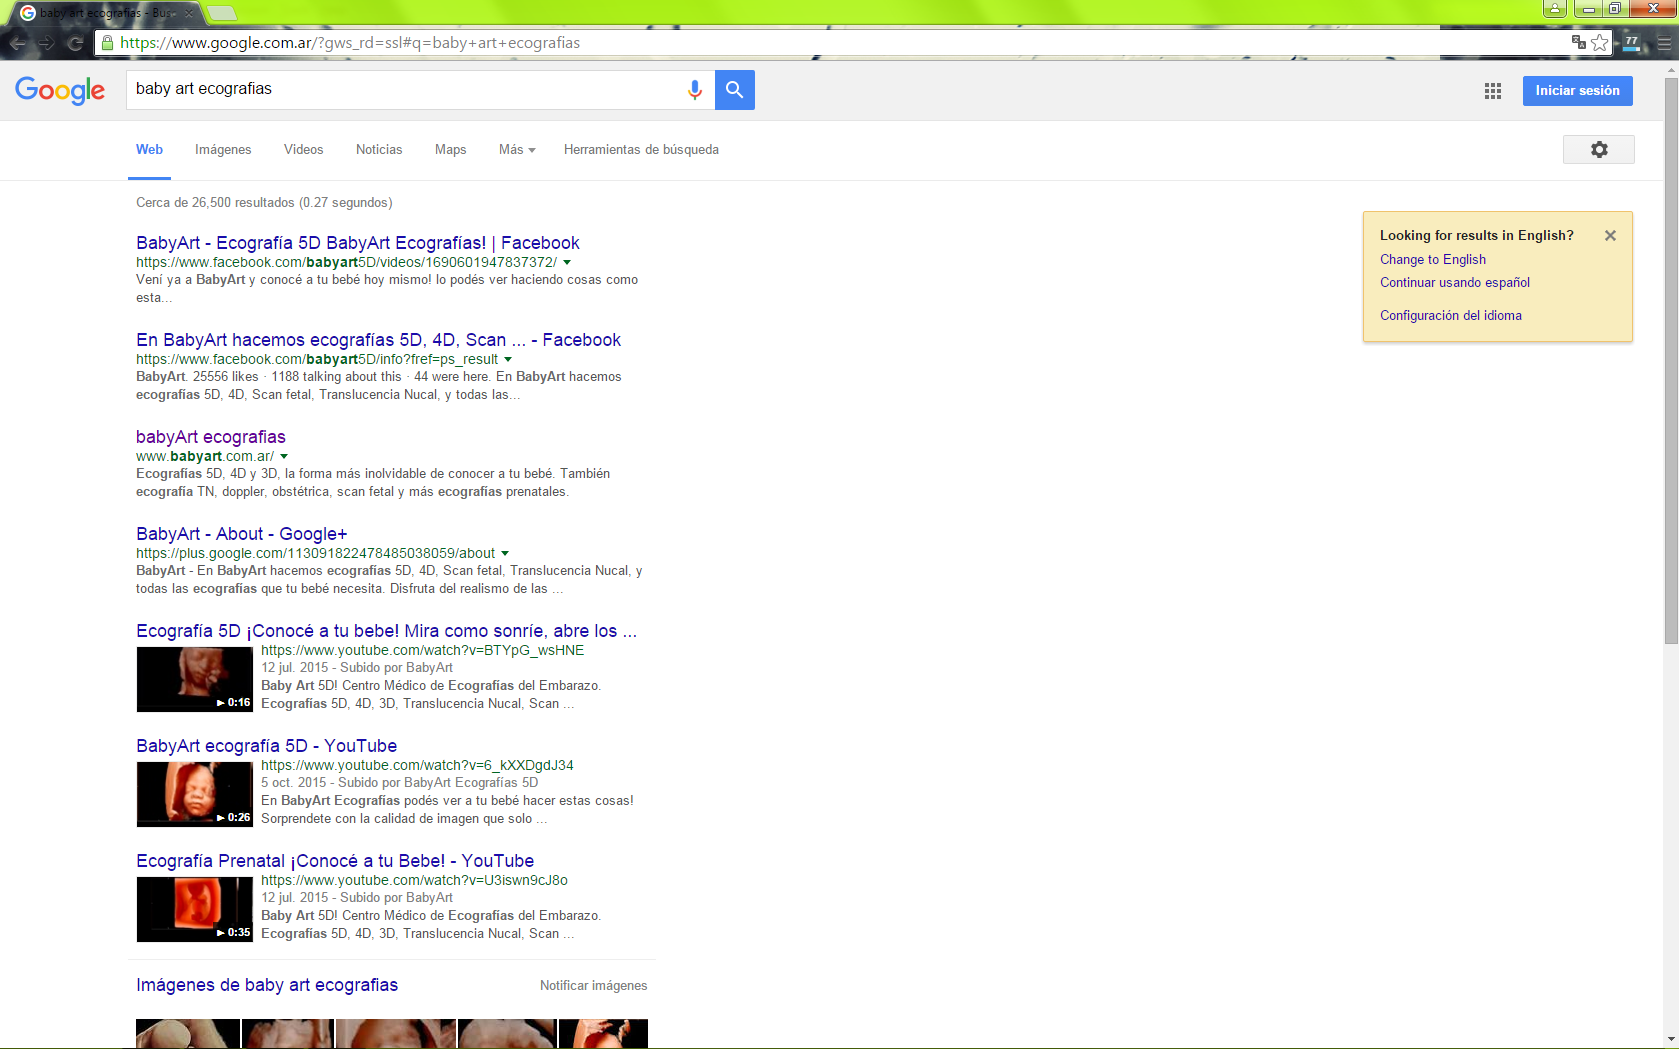 baby art ecografias - Bus
https://www.google.com.ar/?gws_rd=ssl#q=baby+art+ecografias
77
Google
baby art ecografias
Iniciar sesión
Web Imágenes Videos Noticias Maps Más Herramientas de búsqueda
Cerca de 26,500 resultados (0.27 segundos)
BabyArt - Ecografía 5D BabyArt Ecografías! | Facebook
https://www.facebook.com/babyart5D/videos/1690601947837372/
Vení ya a BabyArt y conocé a tu bebé hoy mismo! lo podés ver haciendo cosas como
esta...
En BabyArt hacemos ecografías 5D, 4D, Scan ... - Facebook
https://www.facebook.com/babyart5D/info?fref=ps_result
BabyArt. 25556 likes · 1188 talking about this · 44 were here. En BabyArt hacemos
ecografías 5D, 4D, Scan fetal, Translucencia Nucal, y todas las...
babyArt ecografias
www.babyart.com.ar/
Ecografías 5D, 4D y 3D, la forma más inolvidable de conocer a tu bebé. También
ecografía TN, doppler, obstétrica, scan fetal y más ecografías prenatales.
BabyArt - About - Google+
https://plus.google.com/113091822478485038059/about
BabyArt - En BabyArt hacemos ecografías 5D, 4D, Scan fetal, Translucencia Nucal, y
todas las ecografías que tu bebé necesita. Disfruta del realismo de las ...
Ecografía 5D ¡Conocé a tu bebe! Mira como sonríe, abre los ...
https://www.youtube.com/watch?v=BTYpG_wsHNE
12 jul. 2015 - Subido por BabyArt
Baby Art 5D! Centro Médico de Ecografías del Embarazo.
Ecografías 5D, 4D, 3D, Translucencia Nucal, Scan ...
0:16
BabyArt ecografía 5D - YouTube
https://www.youtube.com/watch?v=6_kXXDgdJ34
5 oct. 2015 - Subido por BabyArt Ecografías 5D
En BabyArt Ecografías podés ver a tu bebé hacer estas cosas!
Sorprendete con la calidad de imagen que solo ...
0:26
Ecografía Prenatal ¡Conocé a tu Bebe! - YouTube
https://www.youtube.com/watch?v=U3iswn9cJ8o
12 jul. 2015 - Subido por BabyArt
Baby Art 5D! Centro Médico de Ecografías del Embarazo.
Ecografías 5D, 4D, 3D, Translucencia Nucal, Scan ...
0:35
Imágenes de baby art ecografias
Notificar imágenes
Looking for results in English?
Change to English
Continuar usando español
Configuración del idioma